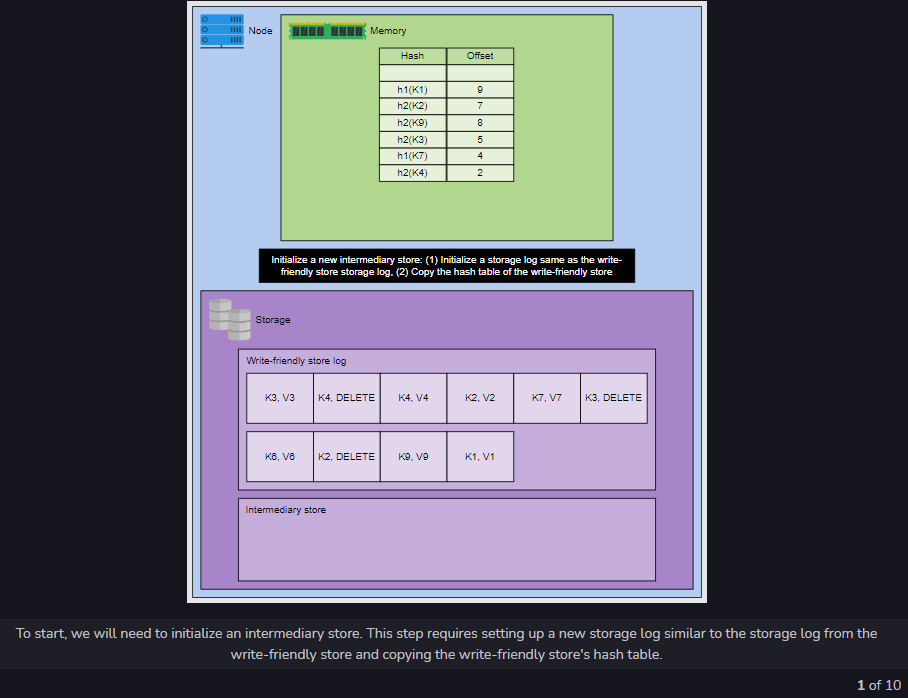 Node
Memory
Hash Offset
h1(K1) 9
h2(K2) 7
h2(K9) 8
h2(K3) 5
h1(K7) 4
h2(K4) 2
Initialize a new intermediary store: (1) Initialize a storage log same as the write-
friendly store storage log, (2) Copy the hash table of the write-friendly store
Storage
Write-friendly store log
K3, V3 K4, DELETE K4, V4 K2, V2 K7, V7 K3, DELETE
K6, V6 K2, DELETE K9, V9 K1, V1
Intermediary store
To start, we will need to initialize an intermediary store. This step requires setting up a new storage log similar to the storage log from the
write-friendly store and copying the write-friendly store's hash table.
1 of 10